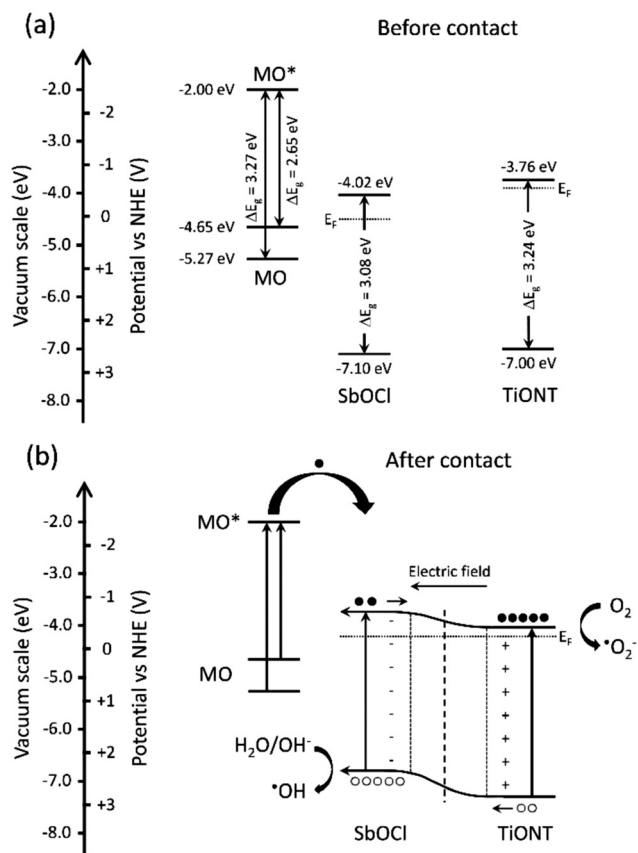 (a)
Before contact
Vacuum scale (eV)
Potential vs NHE (V)
-2.0
-3.0
-4.0
-5.0
-6.0
-7.0
-8.0
-2
-1
0
+1
+2
+3
MO*
-2.00 eV
ΔEg = 3.27 eV
ΔEg = 2.65 eV
-4.65 eV
-5.27 eV
MO
-4.02 eV
EF
ΔEg = 3.08 eV
-7.10 eV
SbOCl
-3.76 eV
EF
ΔEg = 3.24 eV
-7.00 eV
TiONT
(b)
After contact
Vacuum scale (eV)
Potential vs NHE (V)
-2.0
-3.0
-4.0
-5.0
-6.0
-7.0
-8.0
-2
-1
0
+1
+2
+3
MO*
MO
Electric field
O2
•O2-
EF
- - - - - - -
+ + + + + + +
H2O/OH-
•OH
SbOCl
TiONT